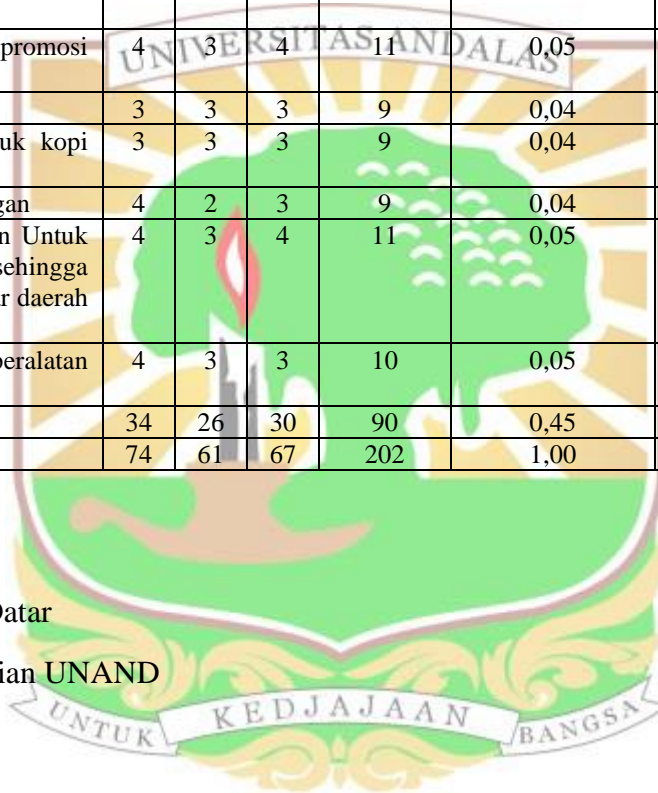 promosi 4 3 4 11 0,05
UNIVERSITAS ANDALAS
3 3 3 9 0,04
uk kopi 3 3 3 9 0,04
gan 4 2 3 9 0,04
n Untuk 4 3 4 11 0,05
sehingga
ar daerah
peralatan 4 3 3 10 0,05
34 26 30 90 0,45
74 61 67 202 1,00
Datar
ian UNAND
UNTUK KEDJAJAAN BANGSA